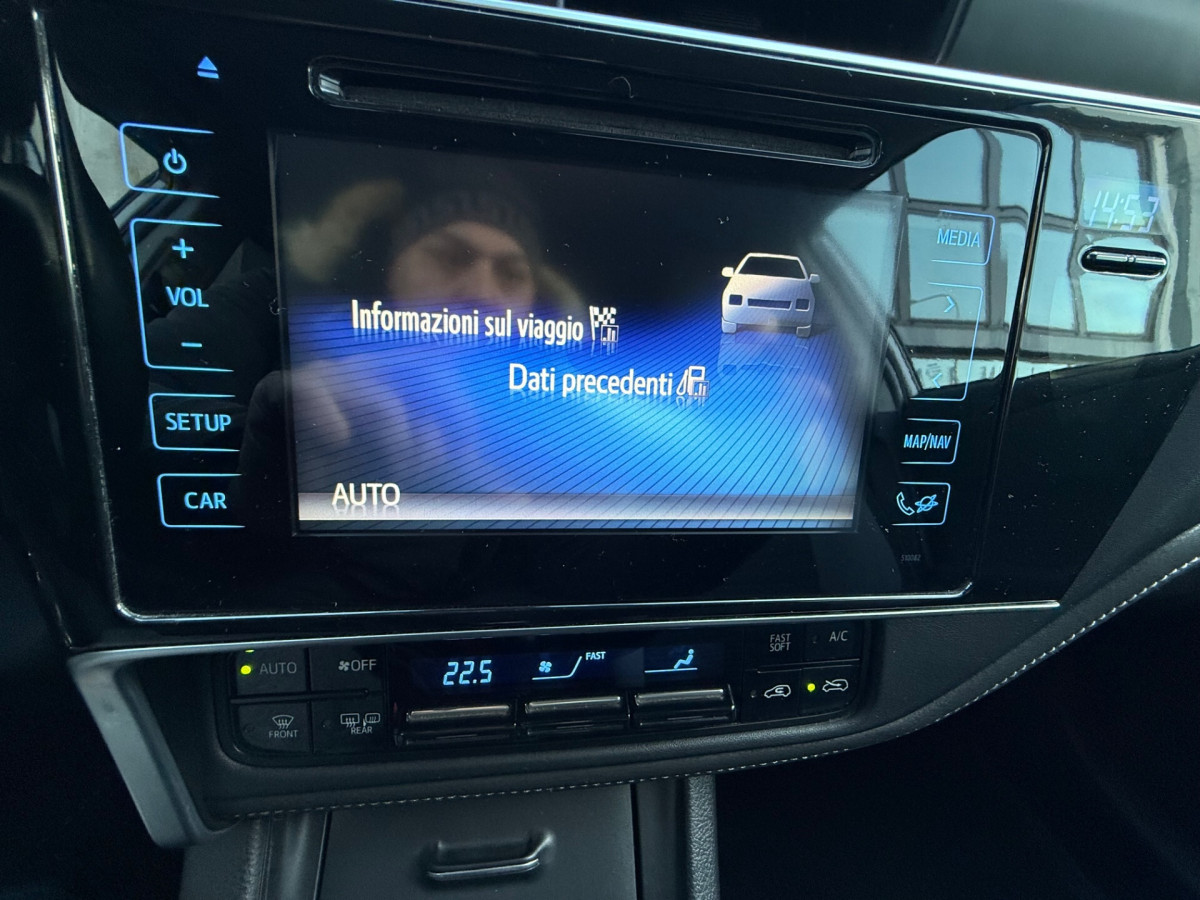 VOL
SETUP
CAR
Informazioni sul viaggio
Dati precedenti
AUTO
MEDIA
MAP/NAV
14:57
510082
AUTO
OFF
22.5
FAST
FAST
SOFT
A/C
FRONT
REAR